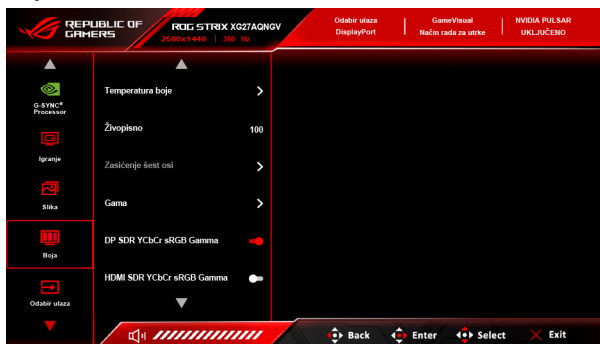 REPUBLIC OF
GAMERS
ROG STRIX XG27AQNGV
2560x1440 | 360 Hz
Odabir ulaza
DisplayPort
GameVisual
Način rada za utrke
NVIDIA PULSAR
UKLJUČENO
G-SYNC®
Processor
Igranje
Slika
Boja
Odabir ulaza
Temperatura boje
Živopisno 100
Zasićenje šest osi
Gama
DP SDR YCbCr sRGB Gamma
HDMI SDR YCbCr sRGB Gamma
Back Enter Select Exit